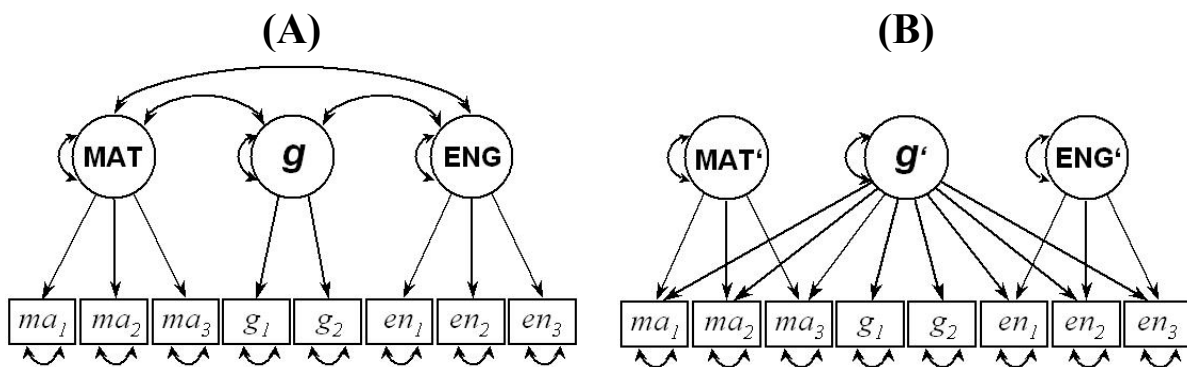 (A) (B)
MAT g ENG MAT‘ g‘ ENG‘
ma₁ ma₂ ma₃ g₁ g₂ en₁ en₂ en₃ ma₁ ma₂ ma₃ g₁ g₂ en₁ en₂ en₃